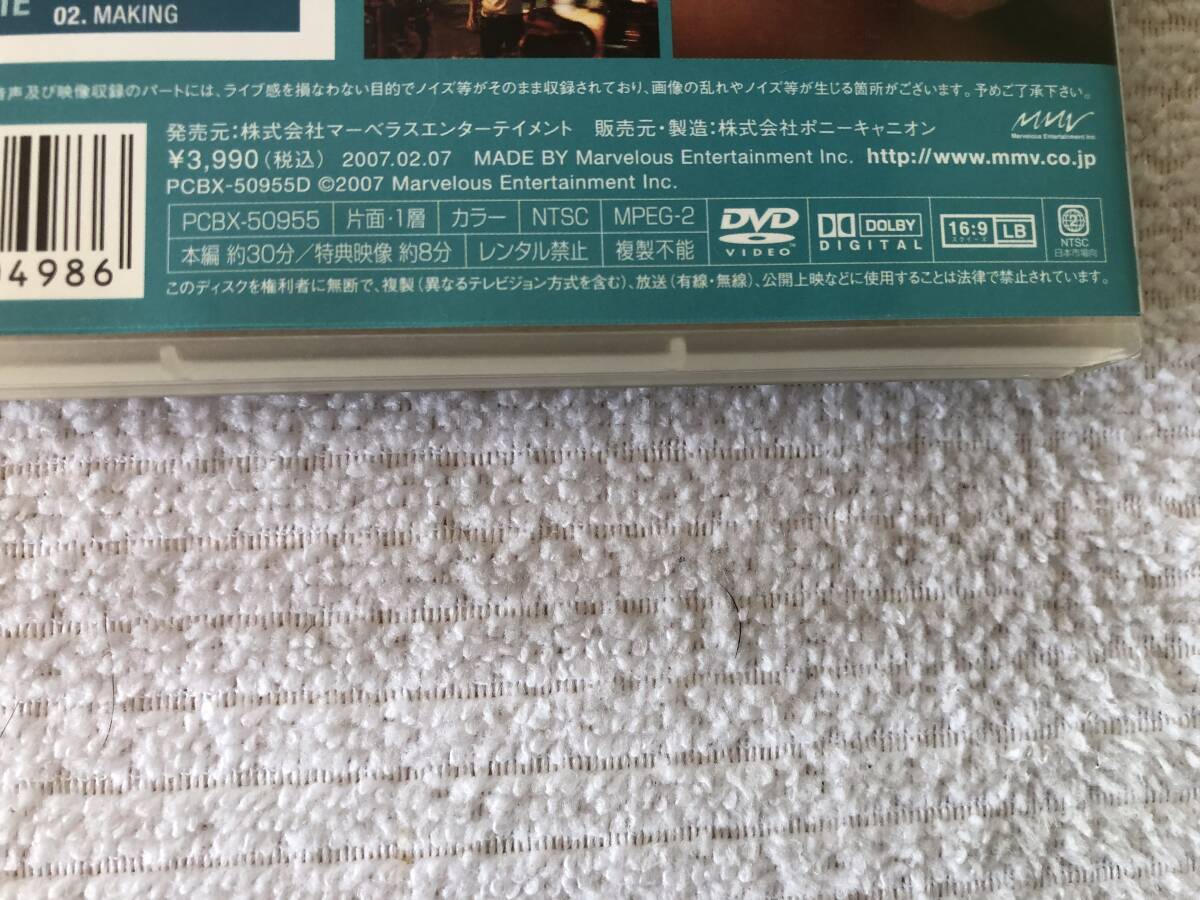 02. MAKING
音声及び映像収録のパートには、ライブ感を損なわない目的でノイズ等がそのまま収録されており、画像の乱れやノイズ等が生じる箇所がございます。予めご了承下さい。
発売元:株式会社マーベラスエンターテイメント 販売元・製造:株式会社ポニーキャニオン
mmv
Marvelous Entertainment Inc.
¥3,990(税込) 2007.02.07 MADE BY Marvelous Entertainment Inc. http://www.mmv.co.jp
PCBX-50955D ©2007 Marvelous Entertainment Inc.
PCBX-50955 片面・1層 カラー NTSC MPEG-2
本編 約30分/特典映像 約8分 レンタル禁止 複製不能
DVD VIDEO
DOLBY DIGITAL
16:9 LB
スクイーズ
2
NTSC
日本市場向
4986
このディスクを権利者に無断で、複製(異なるテレビジョン方式を含む)、放送(有線・無線)、公開上映などに使用することは法律で禁止されています。